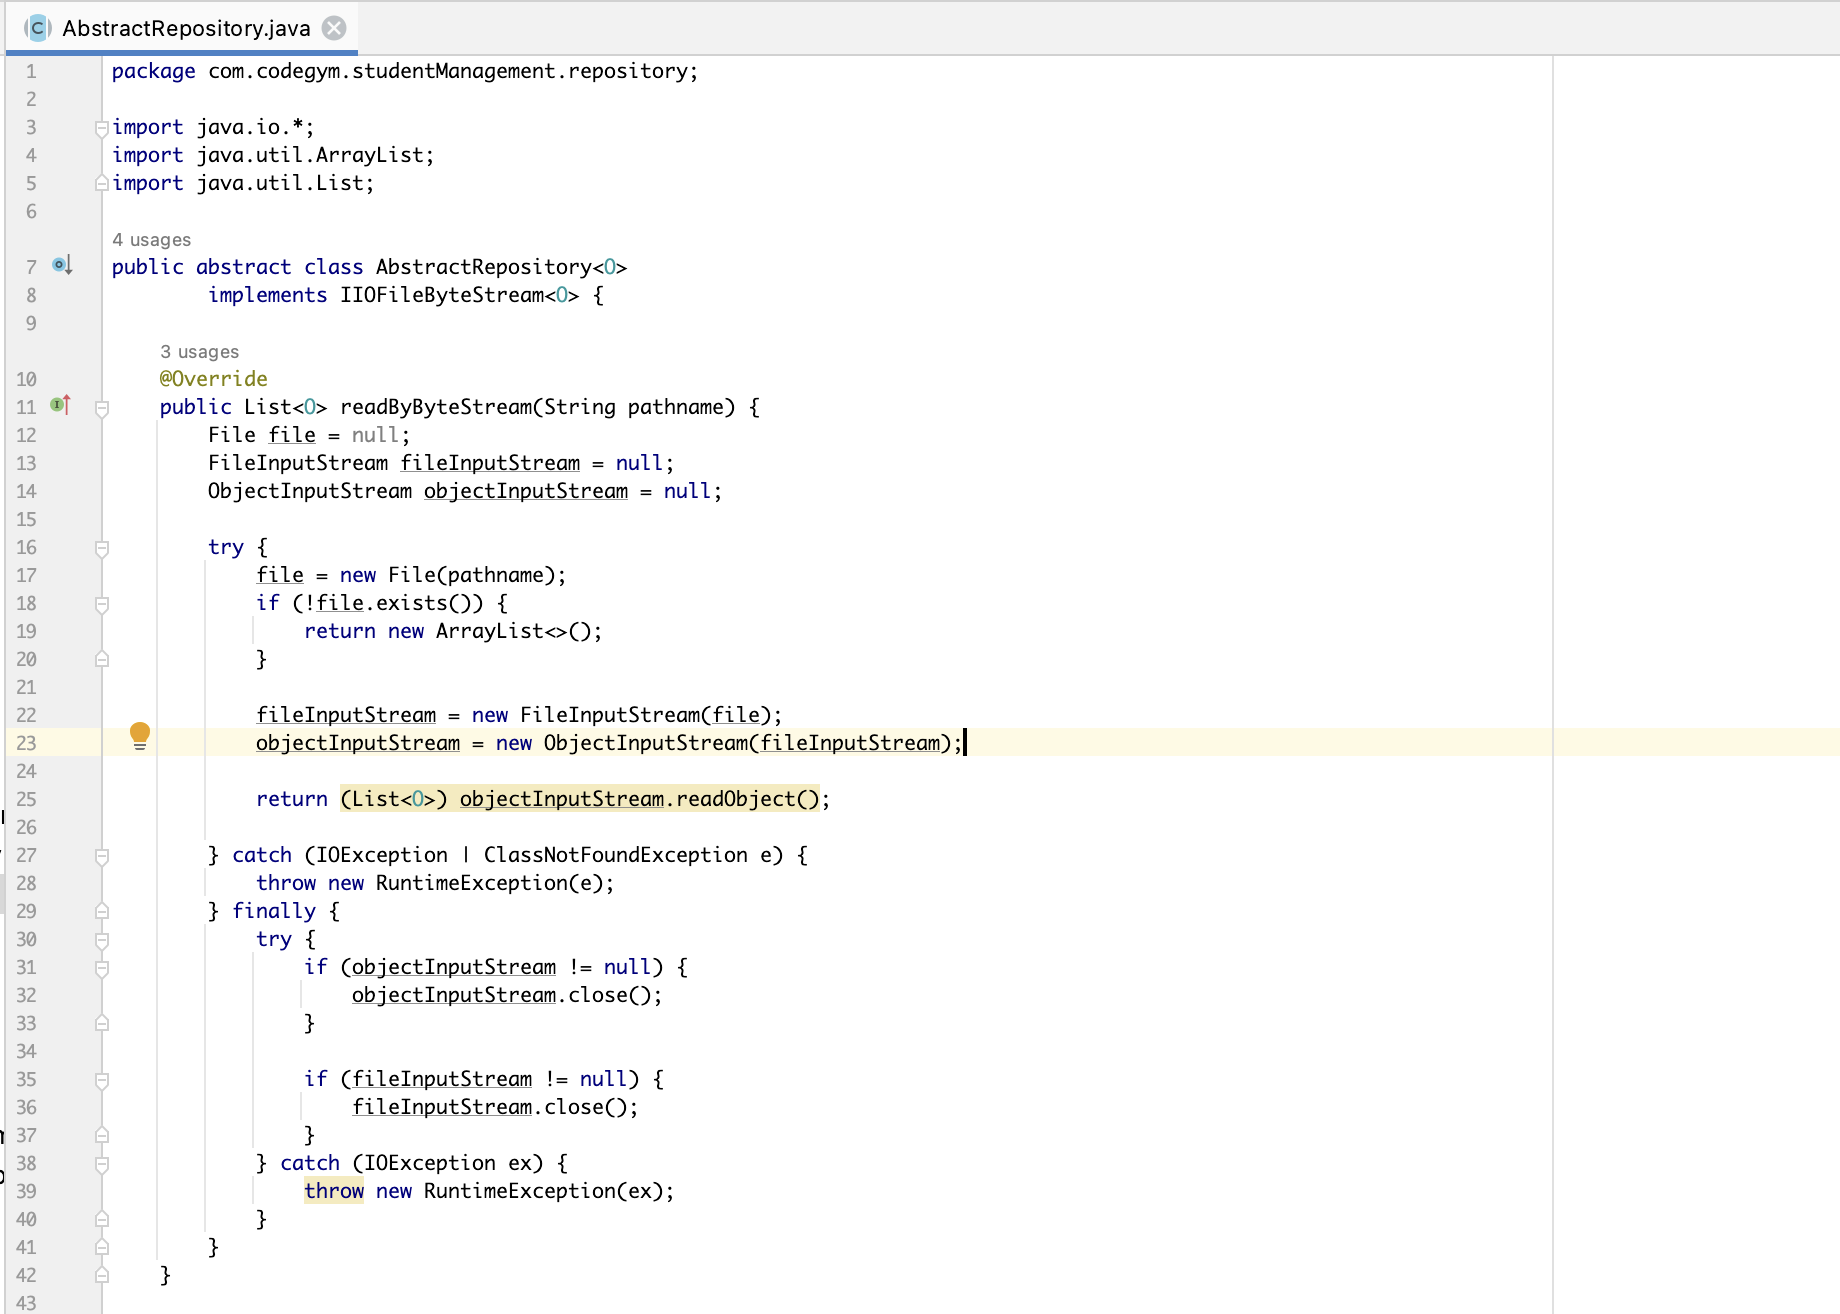 AbstractRepository.java
1 package com.codegym.studentManagement.repository;
2
3 import java.io.*;
4 import java.util.ArrayList;
5 import java.util.List;
6
4 usages
7 public abstract class AbstractRepository<O>
8 implements IIOFileByteStream<O> {
9
3 usages
10 @Override
11 public List<O> readByByteStream(String pathname) {
12 File file = null;
13 FileInputStream fileInputStream = null;
14 ObjectInputStream objectInputStream = null;
15
16 try {
17 file = new File(pathname);
18 if (!file.exists()) {
19 return new ArrayList<>();
20 }
21
22 fileInputStream = new FileInputStream(file);
23 objectInputStream = new ObjectInputStream(fileInputStream);
24
25 return (List<O>) objectInputStream.readObject();
26
27 } catch (IOException | ClassNotFoundException e) {
28 throw new RuntimeException(e);
29 } finally {
30 try {
31 if (objectInputStream != null) {
32 objectInputStream.close();
33 }
34
35 if (fileInputStream != null) {
36 fileInputStream.close();
37 }
38 } catch (IOException ex) {
39 throw new RuntimeException(ex);
40 }
41 }
42 }
43